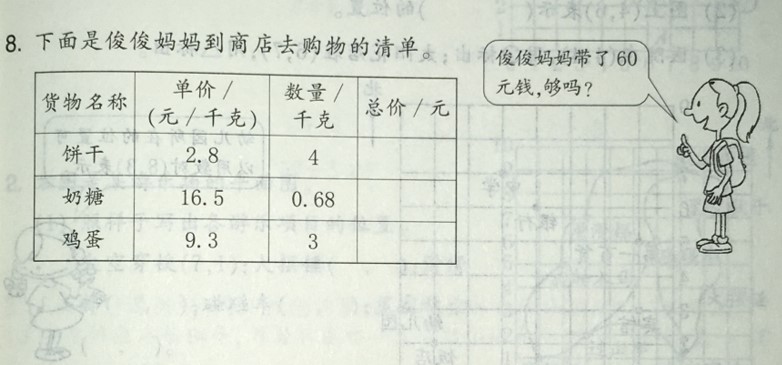 8. 下面是俊俊妈妈到商店去购物的清单。
俊俊妈妈带了60
元钱,够吗?
货物名称 单价/(元/千克) 数量/千克 总价/元
饼干 2.8 4
奶糖 16.5 0.68
鸡蛋 9.3 3